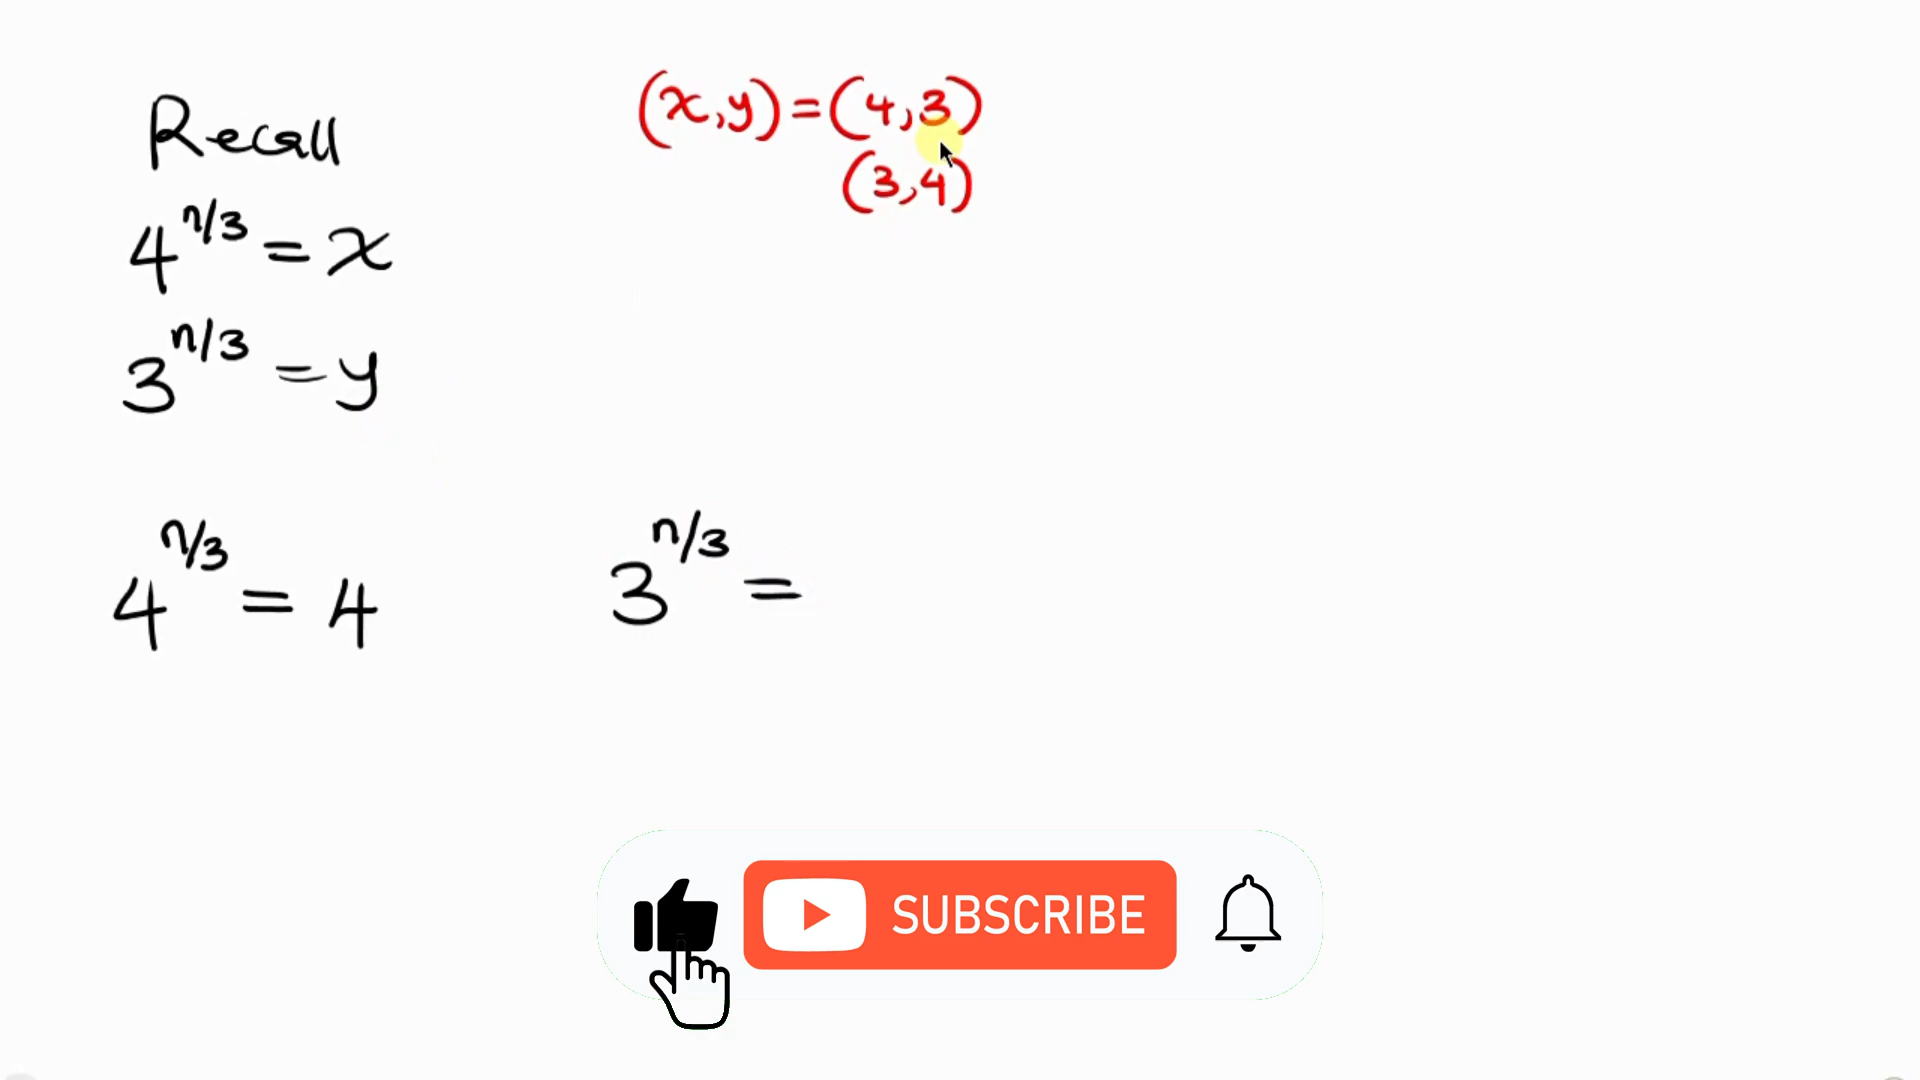 Recall
(x,y)=(4,3)
(3,4)
4^{n/3} = x
3^{n/3} = y
4^{n/3} = 4
3^{n/3} =
SUBSCRIBE